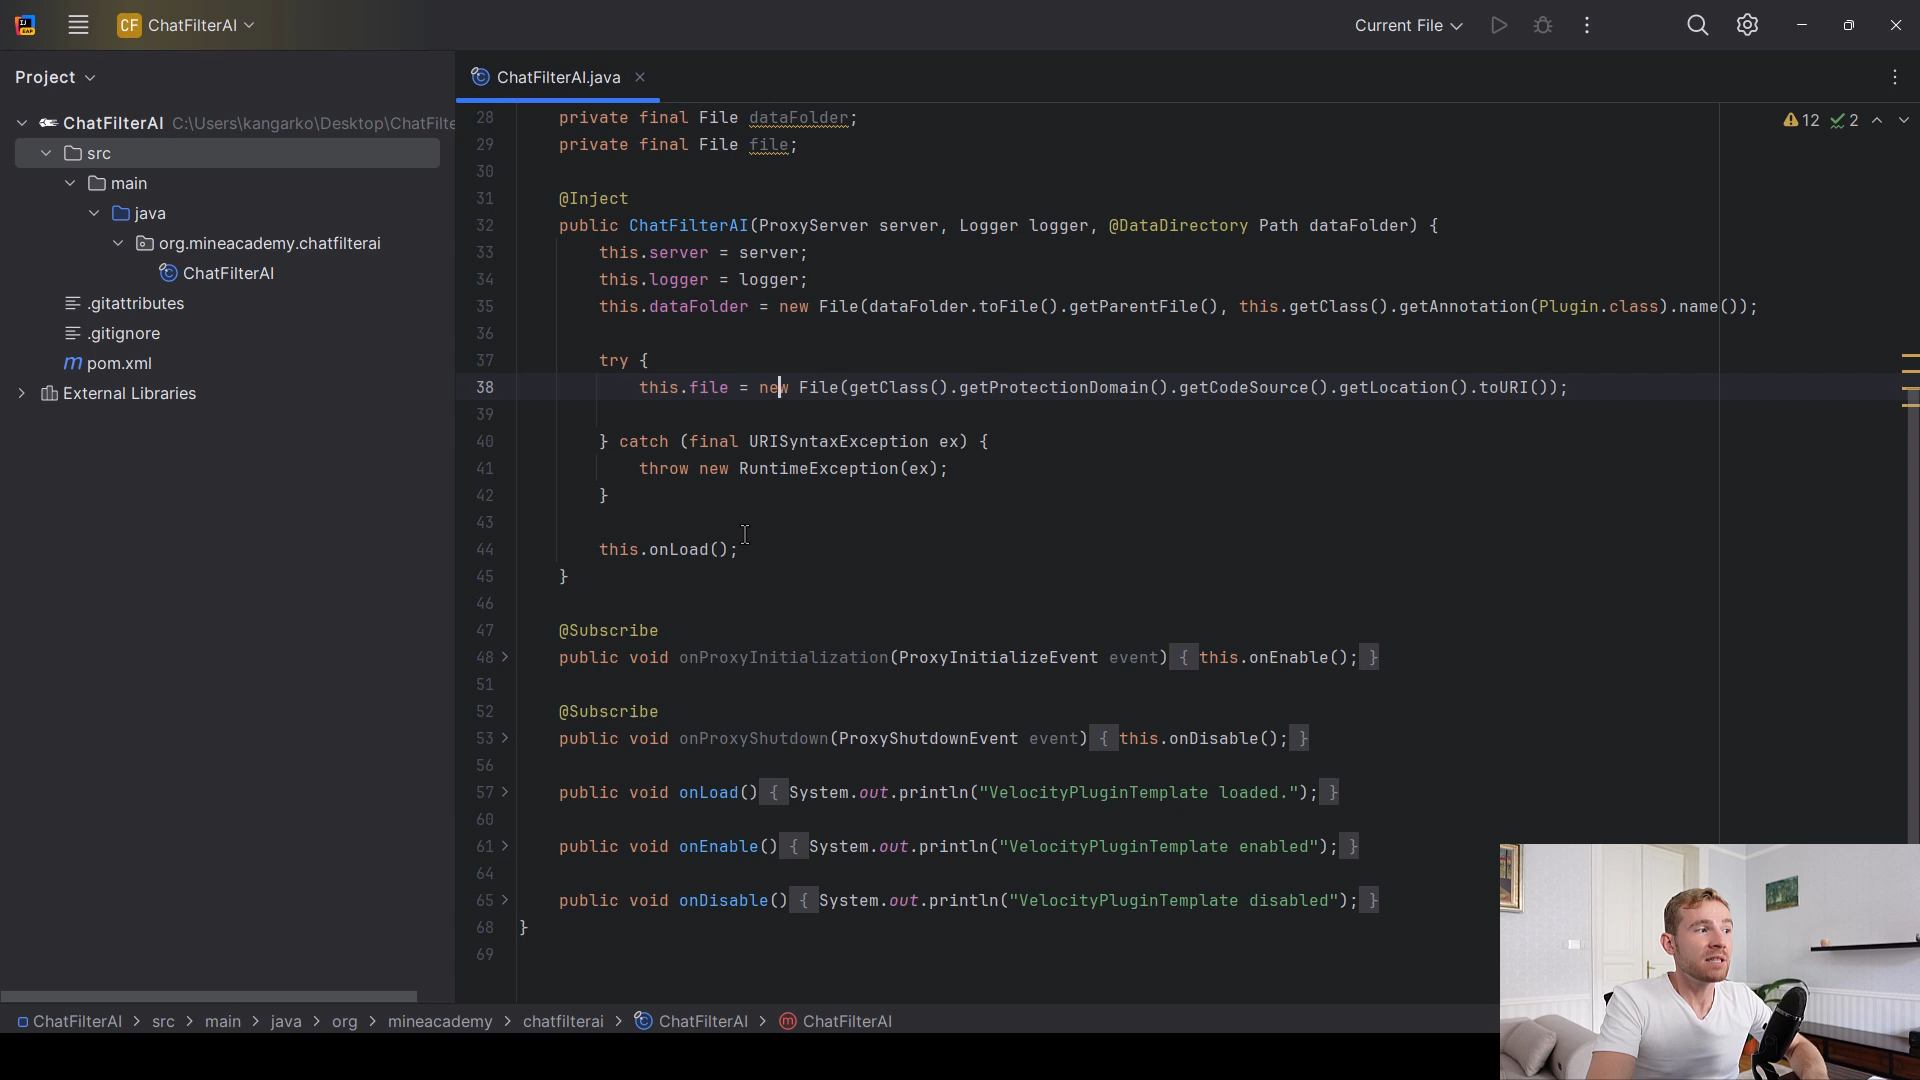 CF ChatFilterAI
Current File
Project
ChatFilterAI C:\Users\kangarko\Desktop\ChatFilte
src
main
java
org.mineacademy.chatfilterai
ChatFilterAI
.gitattributes
.gitignore
m pom.xml
External Libraries
ChatFilterAI.java
12 2
28 private final File dataFolder;
29 private final File file;
30
31 @Inject
32 public ChatFilterAI(ProxyServer server, Logger logger, @DataDirectory Path dataFolder) {
33 this.server = server;
34 this.logger = logger;
35 this.dataFolder = new File(dataFolder.toFile().getParentFile(), this.getClass().getAnnotation(Plugin.class).name());
36
37 try {
38 this.file = new File(getClass().getProtectionDomain().getCodeSource().getLocation().toURI());
39
40 } catch (final URISyntaxException ex) {
41 throw new RuntimeException(ex);
42 }
43
44 this.onLoad();
45 }
46
47 @Subscribe
48 public void onProxyInitialization(ProxyInitializeEvent event) { this.onEnable(); }
51
52 @Subscribe
53 public void onProxyShutdown(ProxyShutdownEvent event) { this.onDisable(); }
56
57 public void onLoad() { System.out.println("VelocityPluginTemplate loaded."); }
60
61 public void onEnable() { System.out.println("VelocityPluginTemplate enabled"); }
64
65 public void onDisable() { System.out.println("VelocityPluginTemplate disabled"); }
68 }
69
ChatFilterAI > src > main > java > org > mineacademy > chatfilterai > ChatFilterAI > m ChatFilterAI